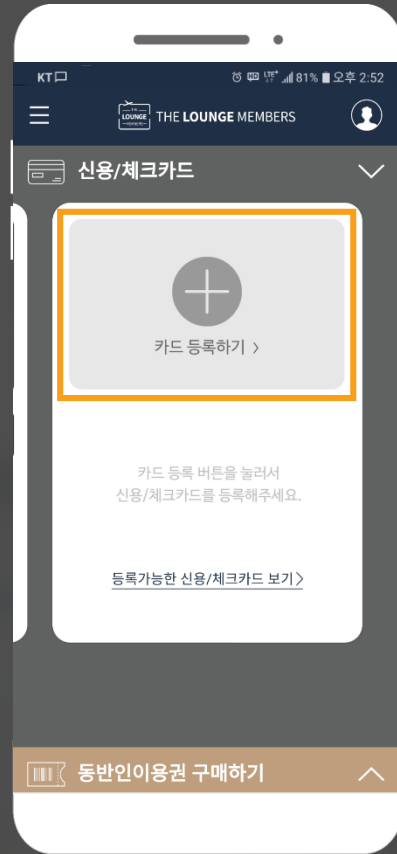 KT
LTE+ 81% 오후 2:52
THE LOUNGE MEMBERS
신용/체크카드
카드 등록하기 >
카드 등록 버튼을 눌러서
신용/체크카드를 등록해주세요.
등록가능한 신용/체크카드 보기>
동반인이용권 구매하기